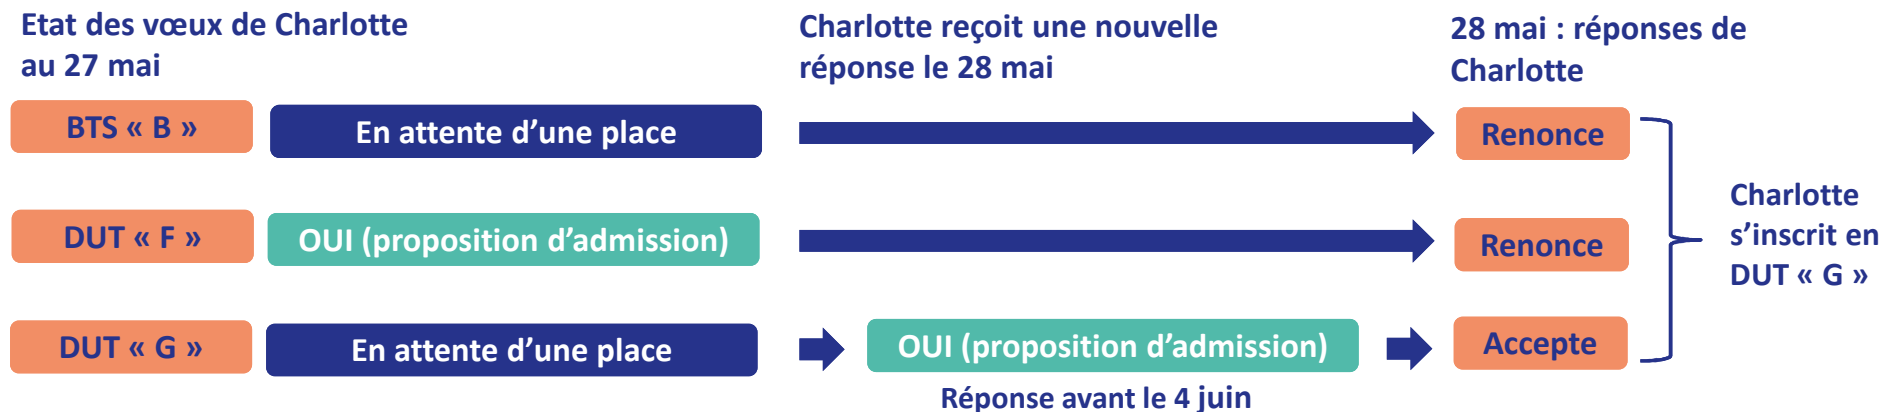 Etat des vœux de Charlotte
au 27 mai
Charlotte reçoit une nouvelle
réponse le 28 mai
28 mai : réponses de
Charlotte
BTS « B »
En attente d’une place
Renonce
DUT « F »
OUI (proposition d’admission)
Renonce
DUT « G »
En attente d’une place
OUI (proposition d’admission)
Accepte
Réponse avant le 4 juin
Charlotte
s’inscrit en
DUT « G »